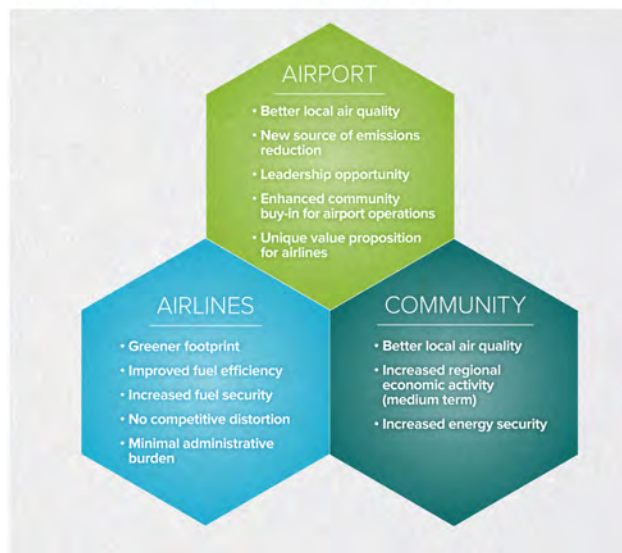 AIRPORT
• Better local air quality
• New source of emissions
reduction
• Leadership opportunity
• Enhanced community
buy-in for airport operations
• Unique value proposition
for airlines
AIRLINES
• Greener footprint
• Improved fuel efficiency
• Increased fuel security
• No competitive distortion
• Minimal administrative
burden
COMMUNITY
• Better local air quality
• Increased regional
economic activity
(medium term)
• Increased energy security